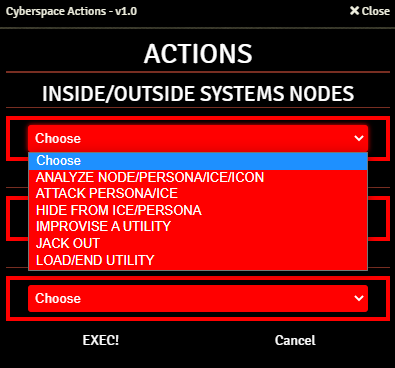 Cyberspace Actions - v1.0
Close
ACTIONS
INSIDE/OUTSIDE SYSTEMS NODES
Choose
Choose
ANALYZE NODE/PERSONA/ICE/ICON
ATTACK PERSONA/ICE
HIDE FROM ICE/PERSONA
IMPROVISE A UTILITY
JACK OUT
LOAD/END UTILITY
Choose
EXEC!
Cancel